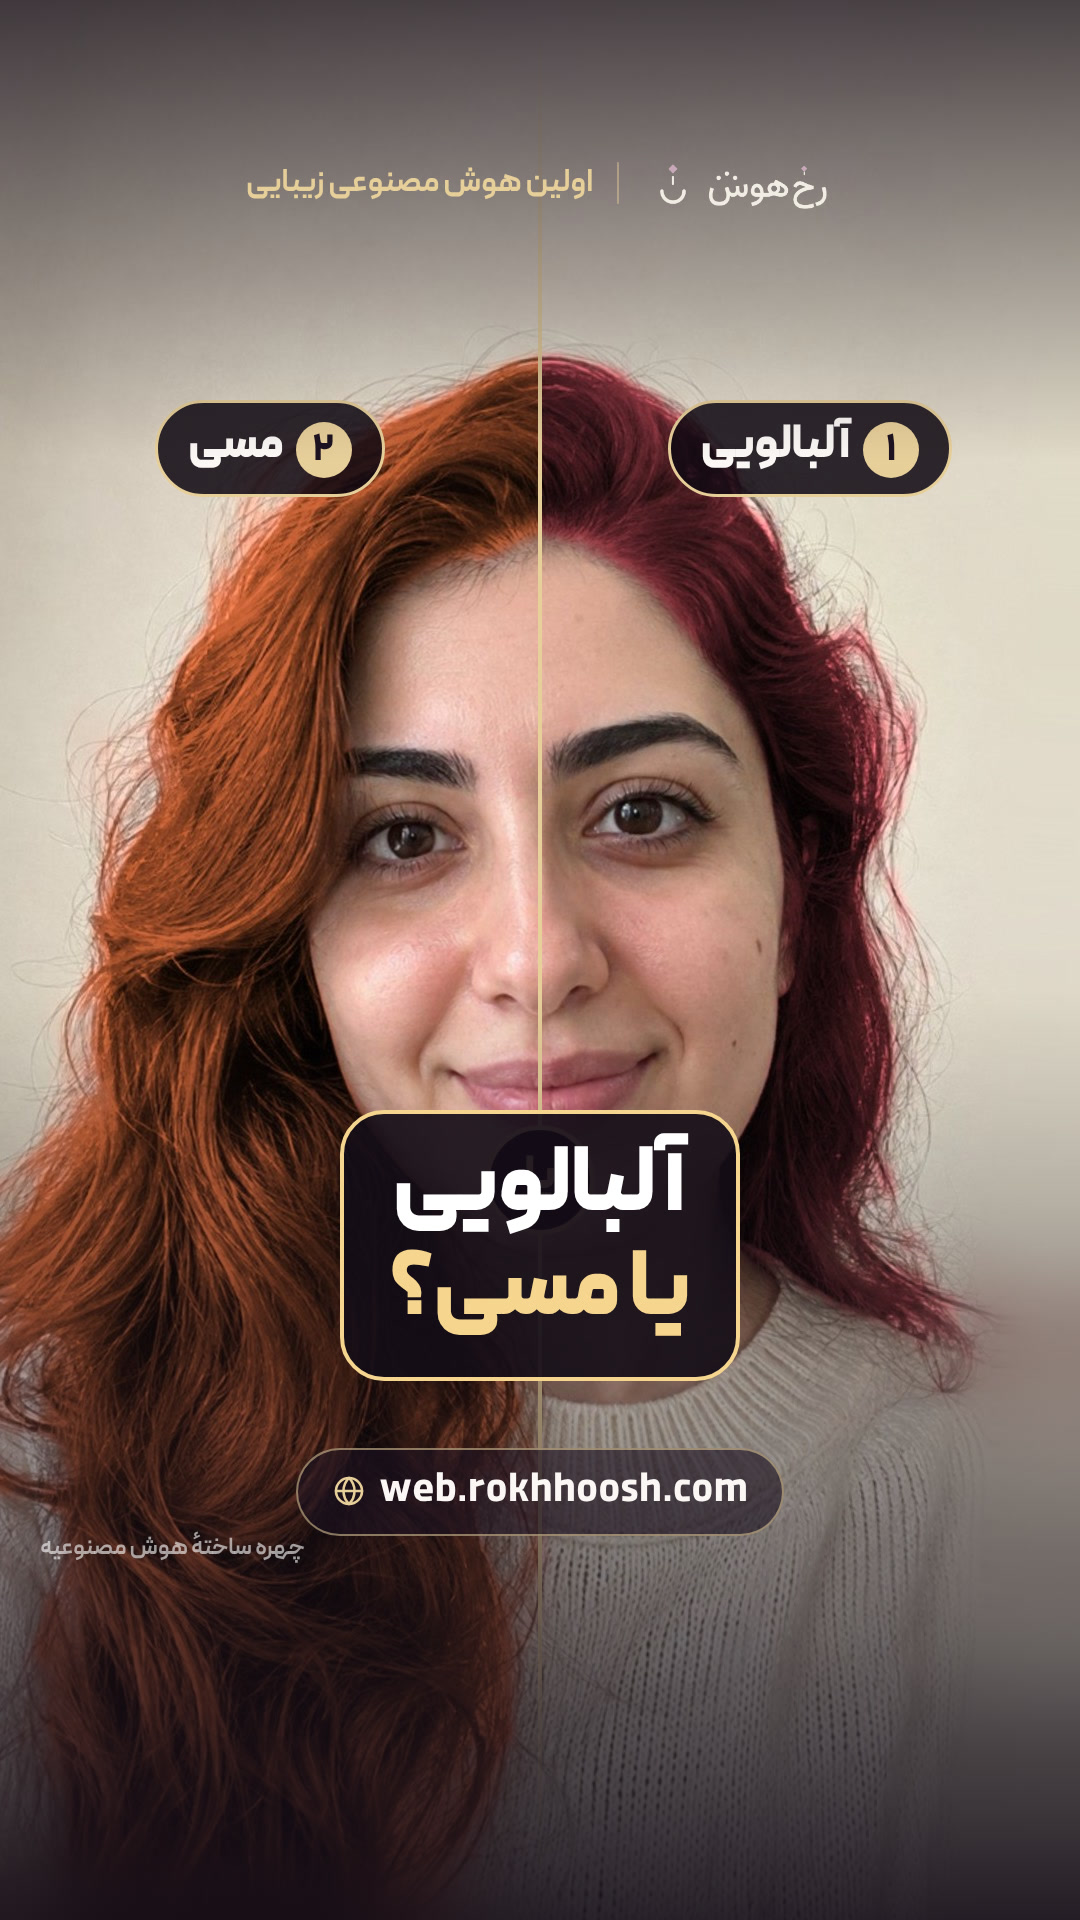 رخ‌هوش | اولین هوش مصنوعی زیبایی
۱ آلبالویی
۲ مسی
آلبالویی
یا مسی؟
web.rokhhoosh.com
چهره ساختهٔ هوش مصنوعیه